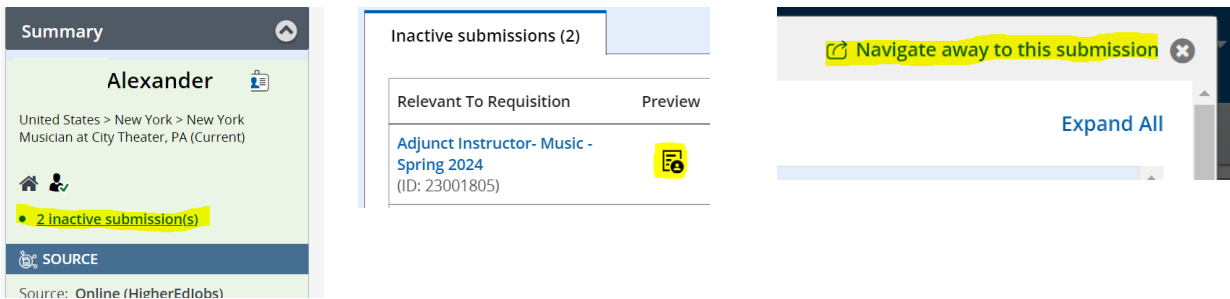 Summary
Alexander
United States > New York > New York
Musician at City Theater, PA (Current)
2 inactive submission(s)
SOURCE
Source: Online (HigherEdJobs)
Inactive submissions (2)
Relevant To Requisition Preview
Adjunct Instructor- Music -
Spring 2024
(ID: 23001805)
Navigate away to this submission
Expand All